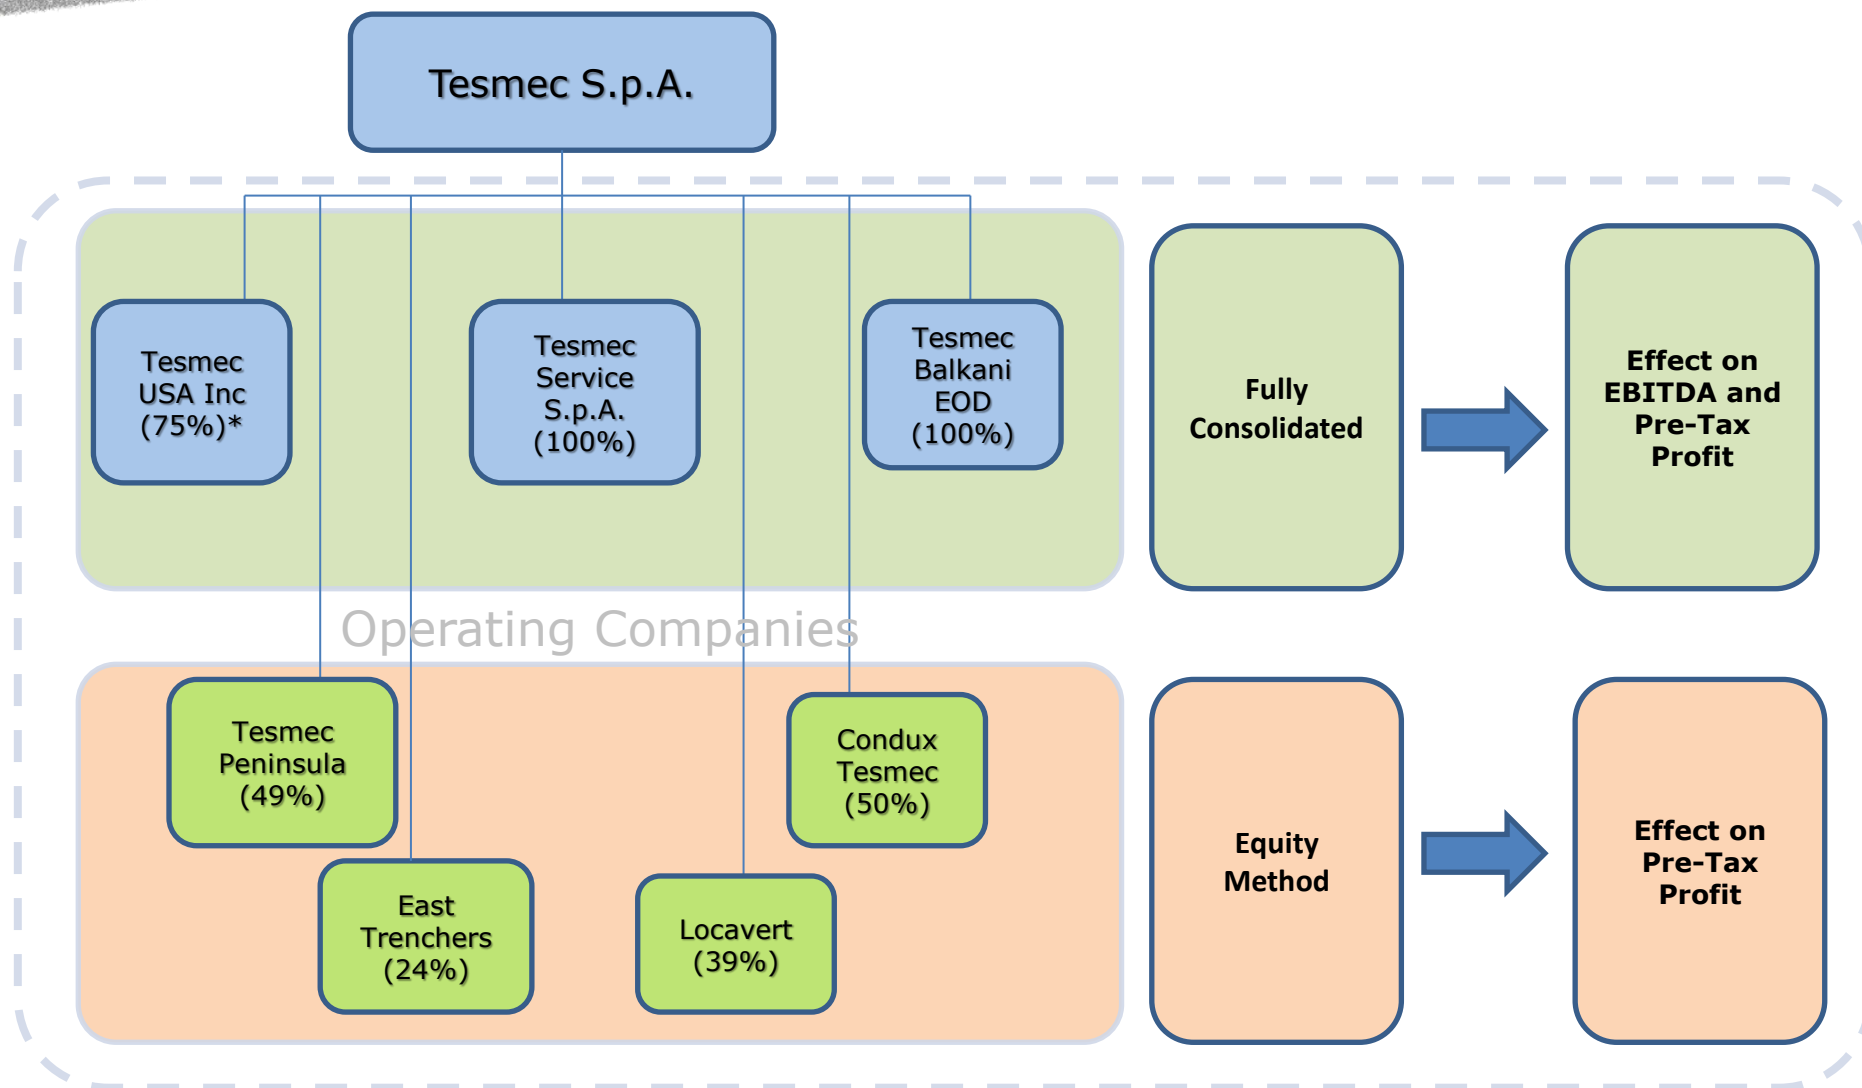 Tesmec S.p.A.
Tesmec
USA Inc
(75%)*
Tesmec
Service
S.p.A.
(100%)
Tesmec
Balkani
EOD
(100%)
Fully
Consolidated
Effect on
EBITDA and
Pre-Tax
Profit
Operating Companies
Tesmec
Peninsula
(49%)
East
Trenchers
(24%)
Locavert
(39%)
Condux
Tesmec
(50%)
Equity
Method
Effect on
Pre-Tax
Profit